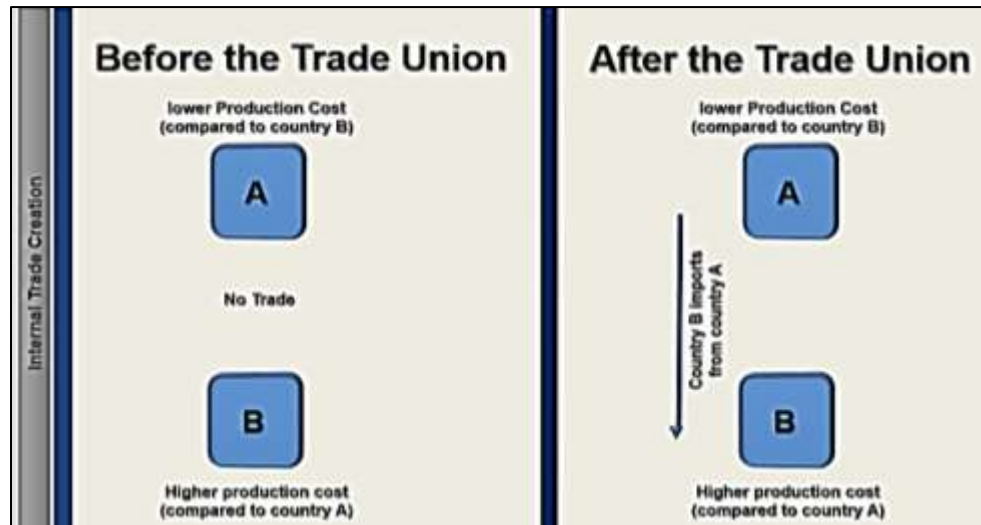 Internal Trade Creation
Before the Trade Union
lower Production Cost
(compared to country B)
A
No Trade
B
Higher production cost
(compared to country A)
After the Trade Union
lower Production Cost
(compared to country B)
A
Country B imports
from country A
B
Higher production cost
(compared to country A)